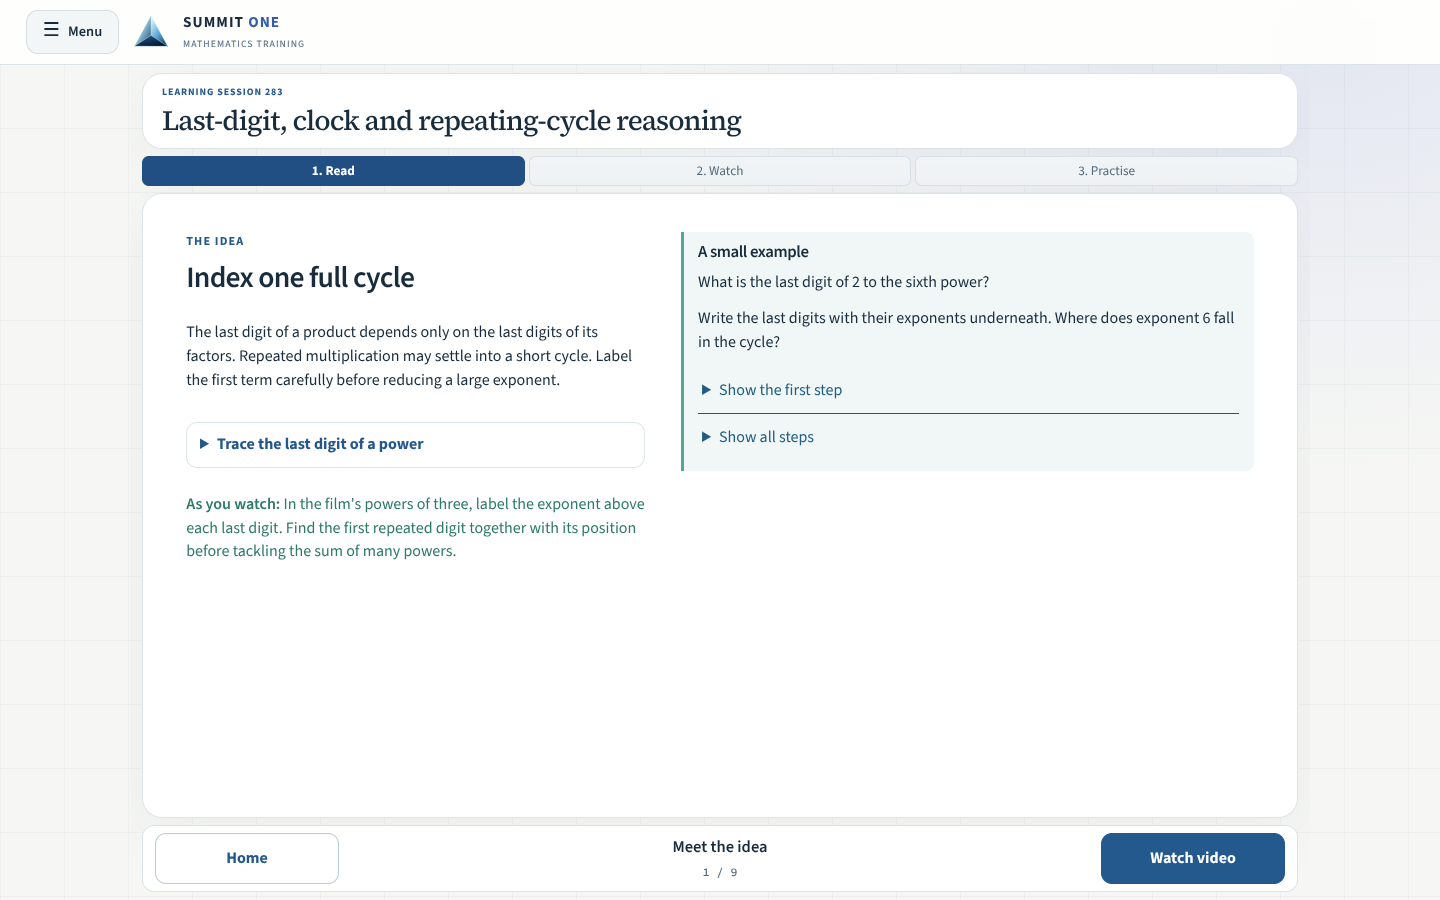 ☰ Menu
SUMMIT ONE
MATHEMATICS TRAINING
LEARNING SESSION 283
Last-digit, clock and repeating-cycle reasoning
1. Read
2. Watch
3. Practise
THE IDEA
Index one full cycle
The last digit of a product depends only on the last digits of its
factors. Repeated multiplication may settle into a short cycle. Label
the first term carefully before reducing a large exponent.
▶ Trace the last digit of a power
As you watch: In the film's powers of three, label the exponent above
each last digit. Find the first repeated digit together with its position
before tackling the sum of many powers.
A small example
What is the last digit of 2 to the sixth power?
Write the last digits with their exponents underneath. Where does exponent 6 fall
in the cycle?
▶ Show the first step
▶ Show all steps
Home
Meet the idea
1 / 9
Watch video